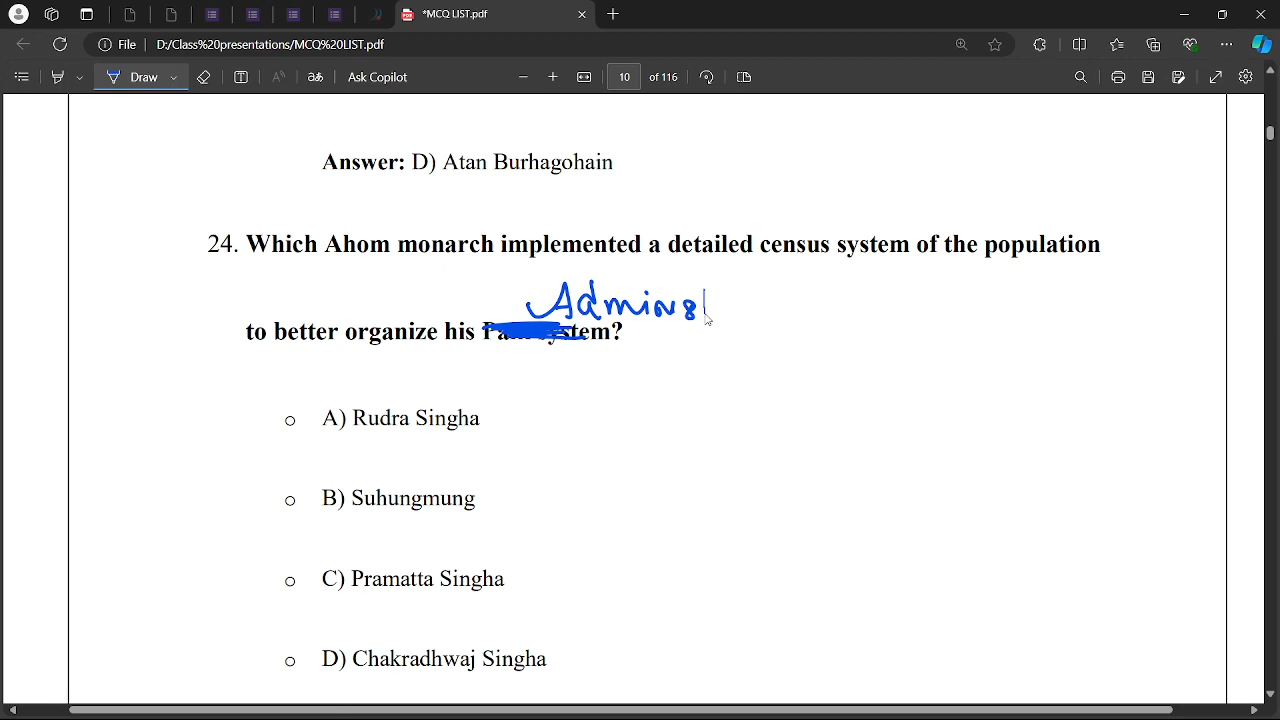 *MCQ LIST.pdf
File D:/Class%20presentations/MCQ%20LIST.pdf
Draw Ask Copilot 10 of 116
Answer: D) Atan Burhagohain
24. Which Ahom monarch implemented a detailed census system of the population
Admins
to better organize his system?
A) Rudra Singha
B) Suhungmung
C) Pramatta Singha
D) Chakradhwaj Singha